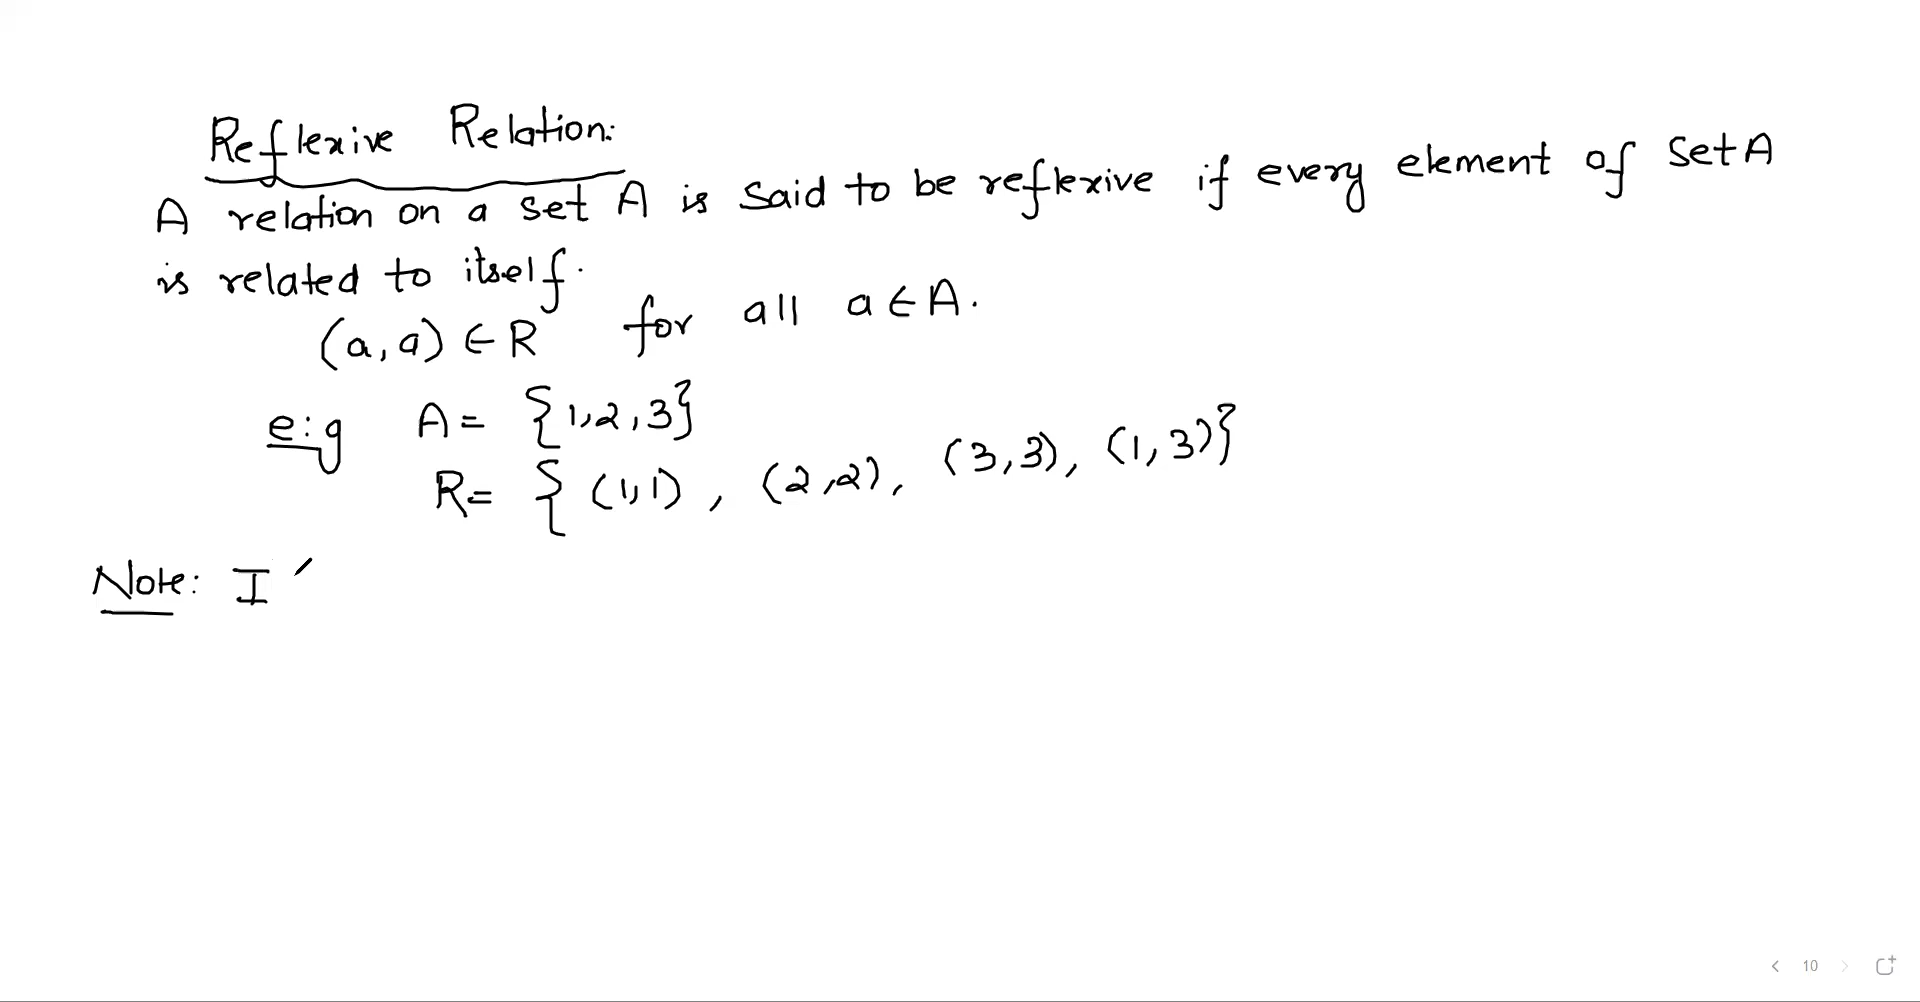 Reflexive Relation:
A relation on a set A is said to be reflexive if every element of set A
is related to itself.
(a, a) ∈ R for all a ∈ A.
e:g A = {1, 2, 3}
R = { (1, 1) , (2, 2), (3, 3), (1, 3)}
Note: I
10